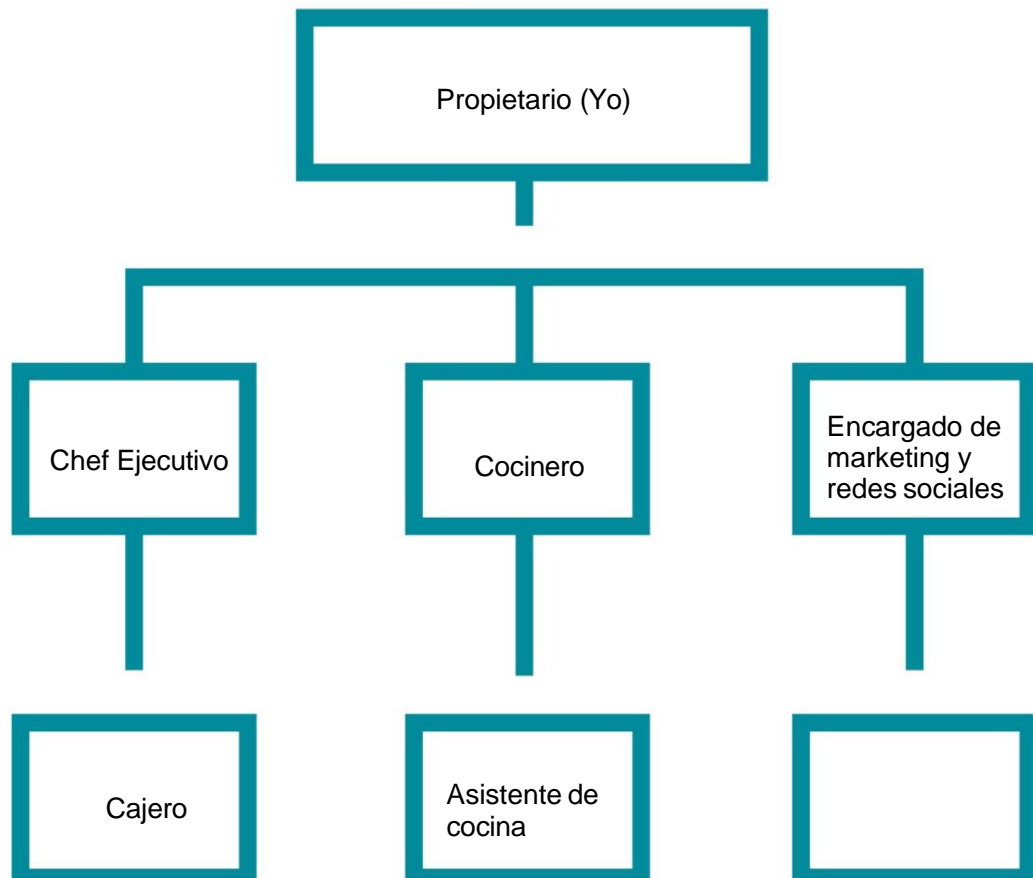 Propietario (Yo)
Chef Ejecutivo
Cocinero
Encargado de
marketing y
redes sociales
Cajero
Asistente de
cocina